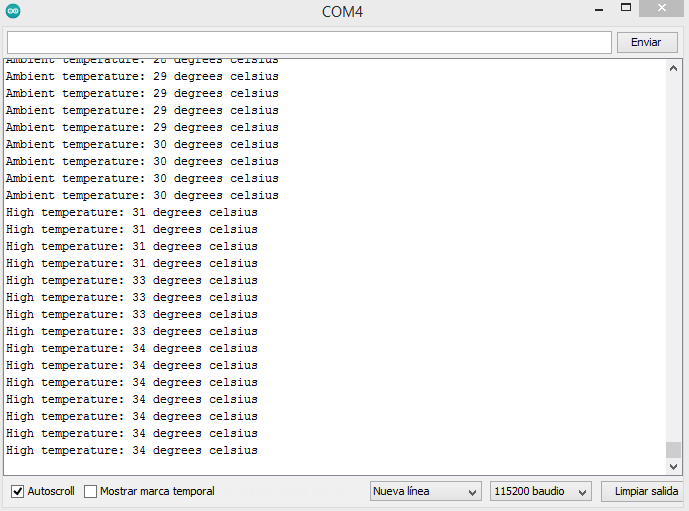 COM4
Enviar
Ambient temperature: 28 degrees celsius
Ambient temperature: 29 degrees celsius
Ambient temperature: 29 degrees celsius
Ambient temperature: 29 degrees celsius
Ambient temperature: 29 degrees celsius
Ambient temperature: 30 degrees celsius
Ambient temperature: 30 degrees celsius
Ambient temperature: 30 degrees celsius
Ambient temperature: 30 degrees celsius
High temperature: 31 degrees celsius
High temperature: 31 degrees celsius
High temperature: 31 degrees celsius
High temperature: 31 degrees celsius
High temperature: 33 degrees celsius
High temperature: 33 degrees celsius
High temperature: 33 degrees celsius
High temperature: 33 degrees celsius
High temperature: 34 degrees celsius
High temperature: 34 degrees celsius
High temperature: 34 degrees celsius
High temperature: 34 degrees celsius
High temperature: 34 degrees celsius
High temperature: 34 degrees celsius
High temperature: 34 degrees celsius
Autoscroll Mostrar marca temporal Nueva línea 115200 baudio Limpiar salida